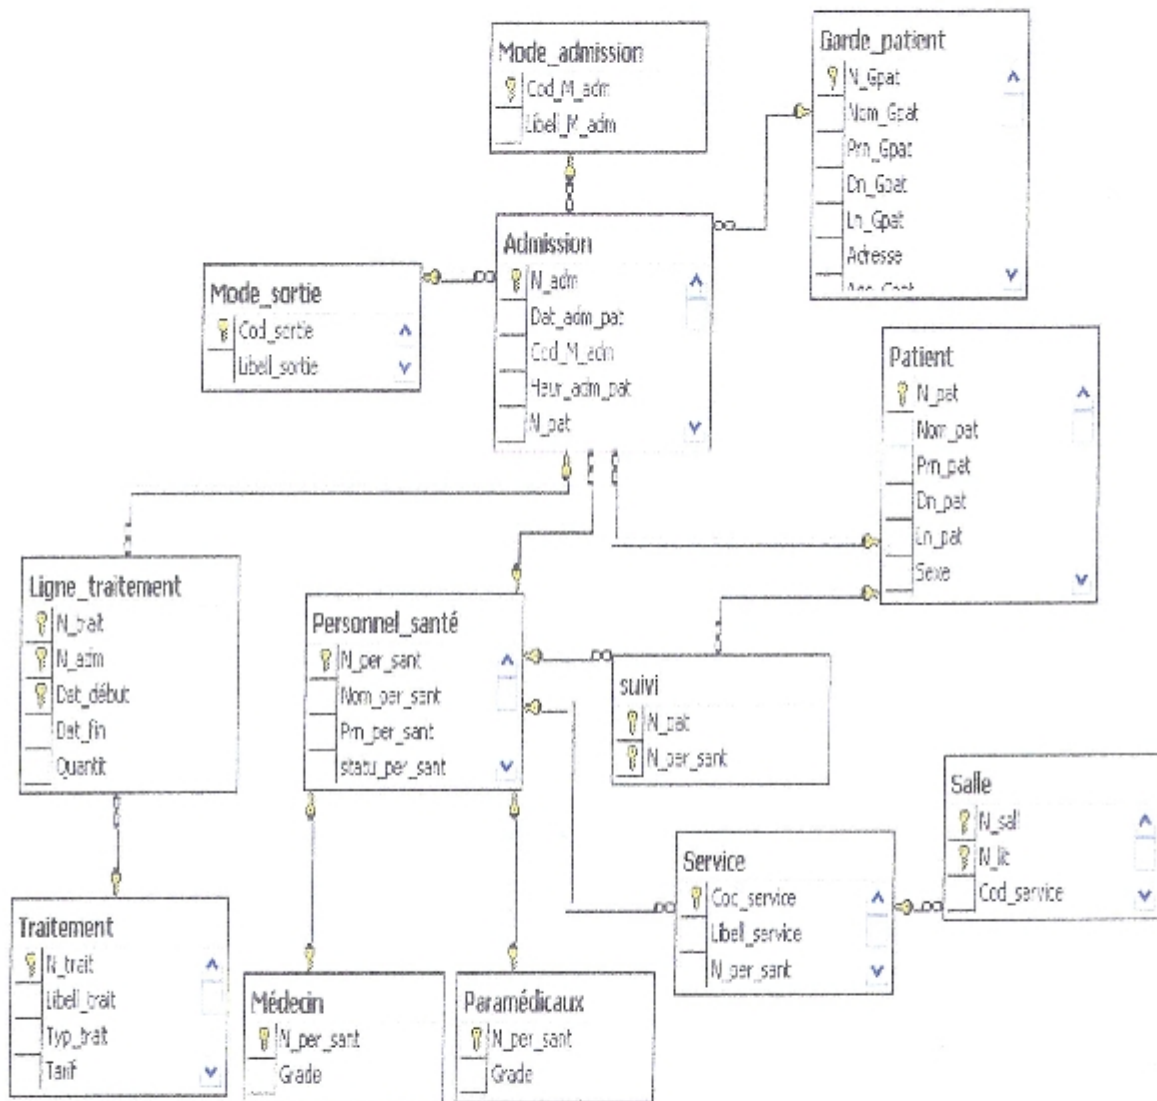 Mode_admission
Cod_M_adm
Libell_M_adm
Garde_patient
N_Gpat
Nom_Gpat
Prn_Gpat
Dn_Gpat
Ln_Gpat
Adresse
Admission
N_adm
Dat_adm_pat
Cod_M_adm
Heur_adm_pat
N_pat
Mode_sortie
Cod_sortie
Libell_sortie
Patient
N_pat
Nom_pat
Prn_pat
Dn_pat
Ln_pat
Sexe
Ligne_traitement
N_trait
N_adm
Dat_début
Dat_fin
Quantit
Personnel_santé
N_per_sant
Nom_per_sant
Prn_per_sant
statu_per_sant
suivi
N_pat
N_per_sant
Salle
N_sall
N_lit
Cod_service
Service
Cod_service
Libell_service
N_per_sant
Traitement
N_trait
Libell_trait
Typ_trait
Tarif
Médecin
N_per_sant
Grade
Paramédicaux
N_per_sant
Grade